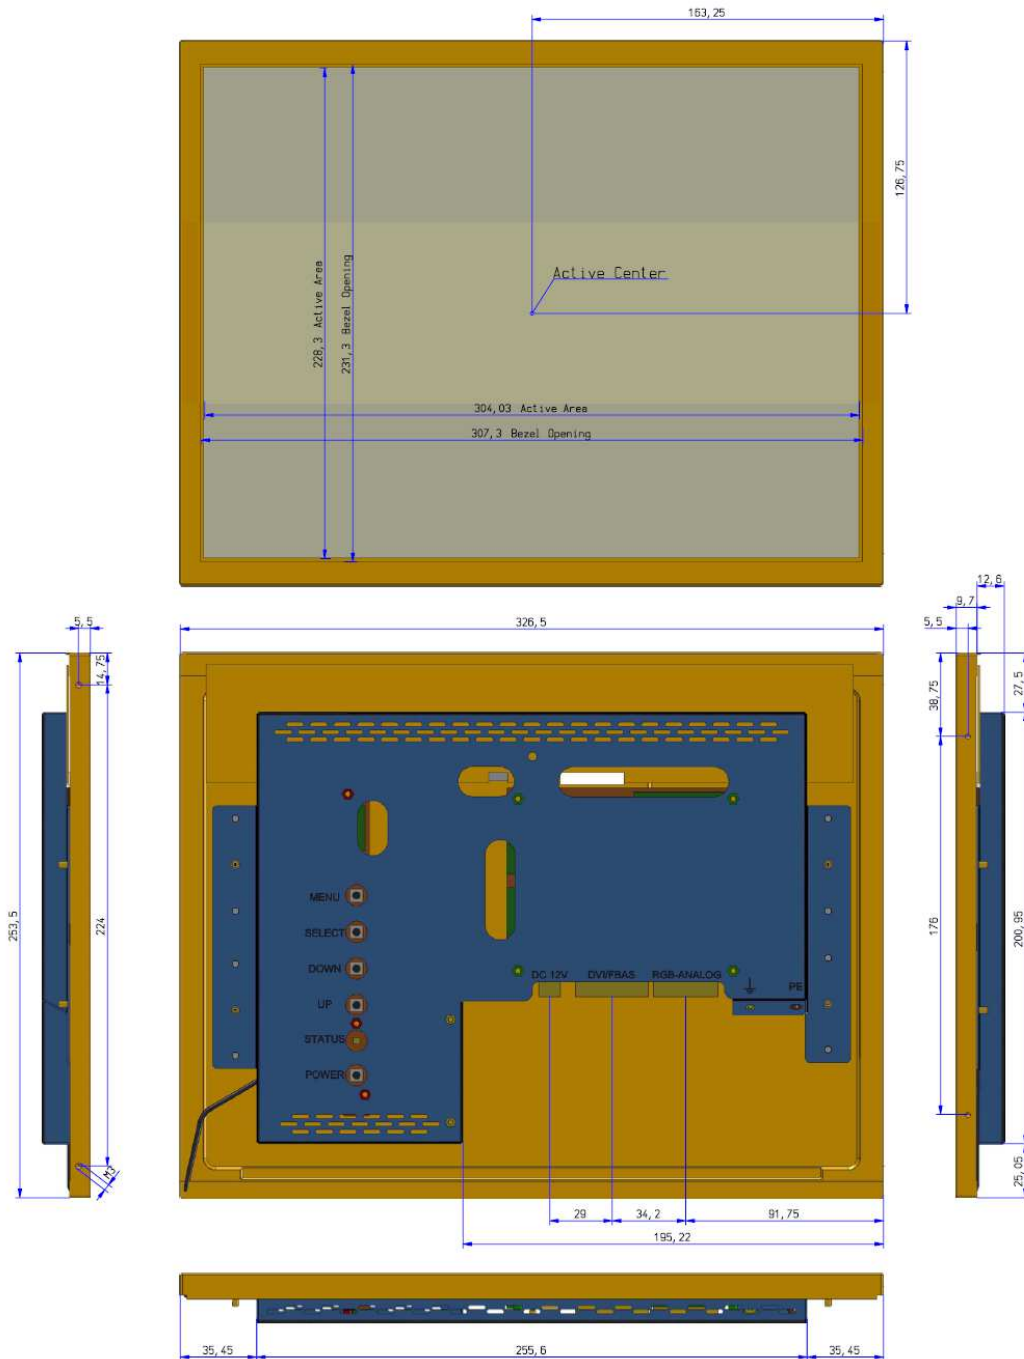 163,25
126,75
Active Center
228,3 Active Area
231,3 Bezel Opening
304,03 Active Area
307,3 Bezel Opening
12,6
9,7
5,5
5,5
326,5
14,75
38,75
27,5
MENU
SELECT
DOWN
UP
STATUS
POWER
DC 12V
DVI/FBAS
RGB-ANALOG
PE
253,5
224
176
200,95
M3
25,05
29
34,2
91,75
195,22
35,45
255,6
35,45